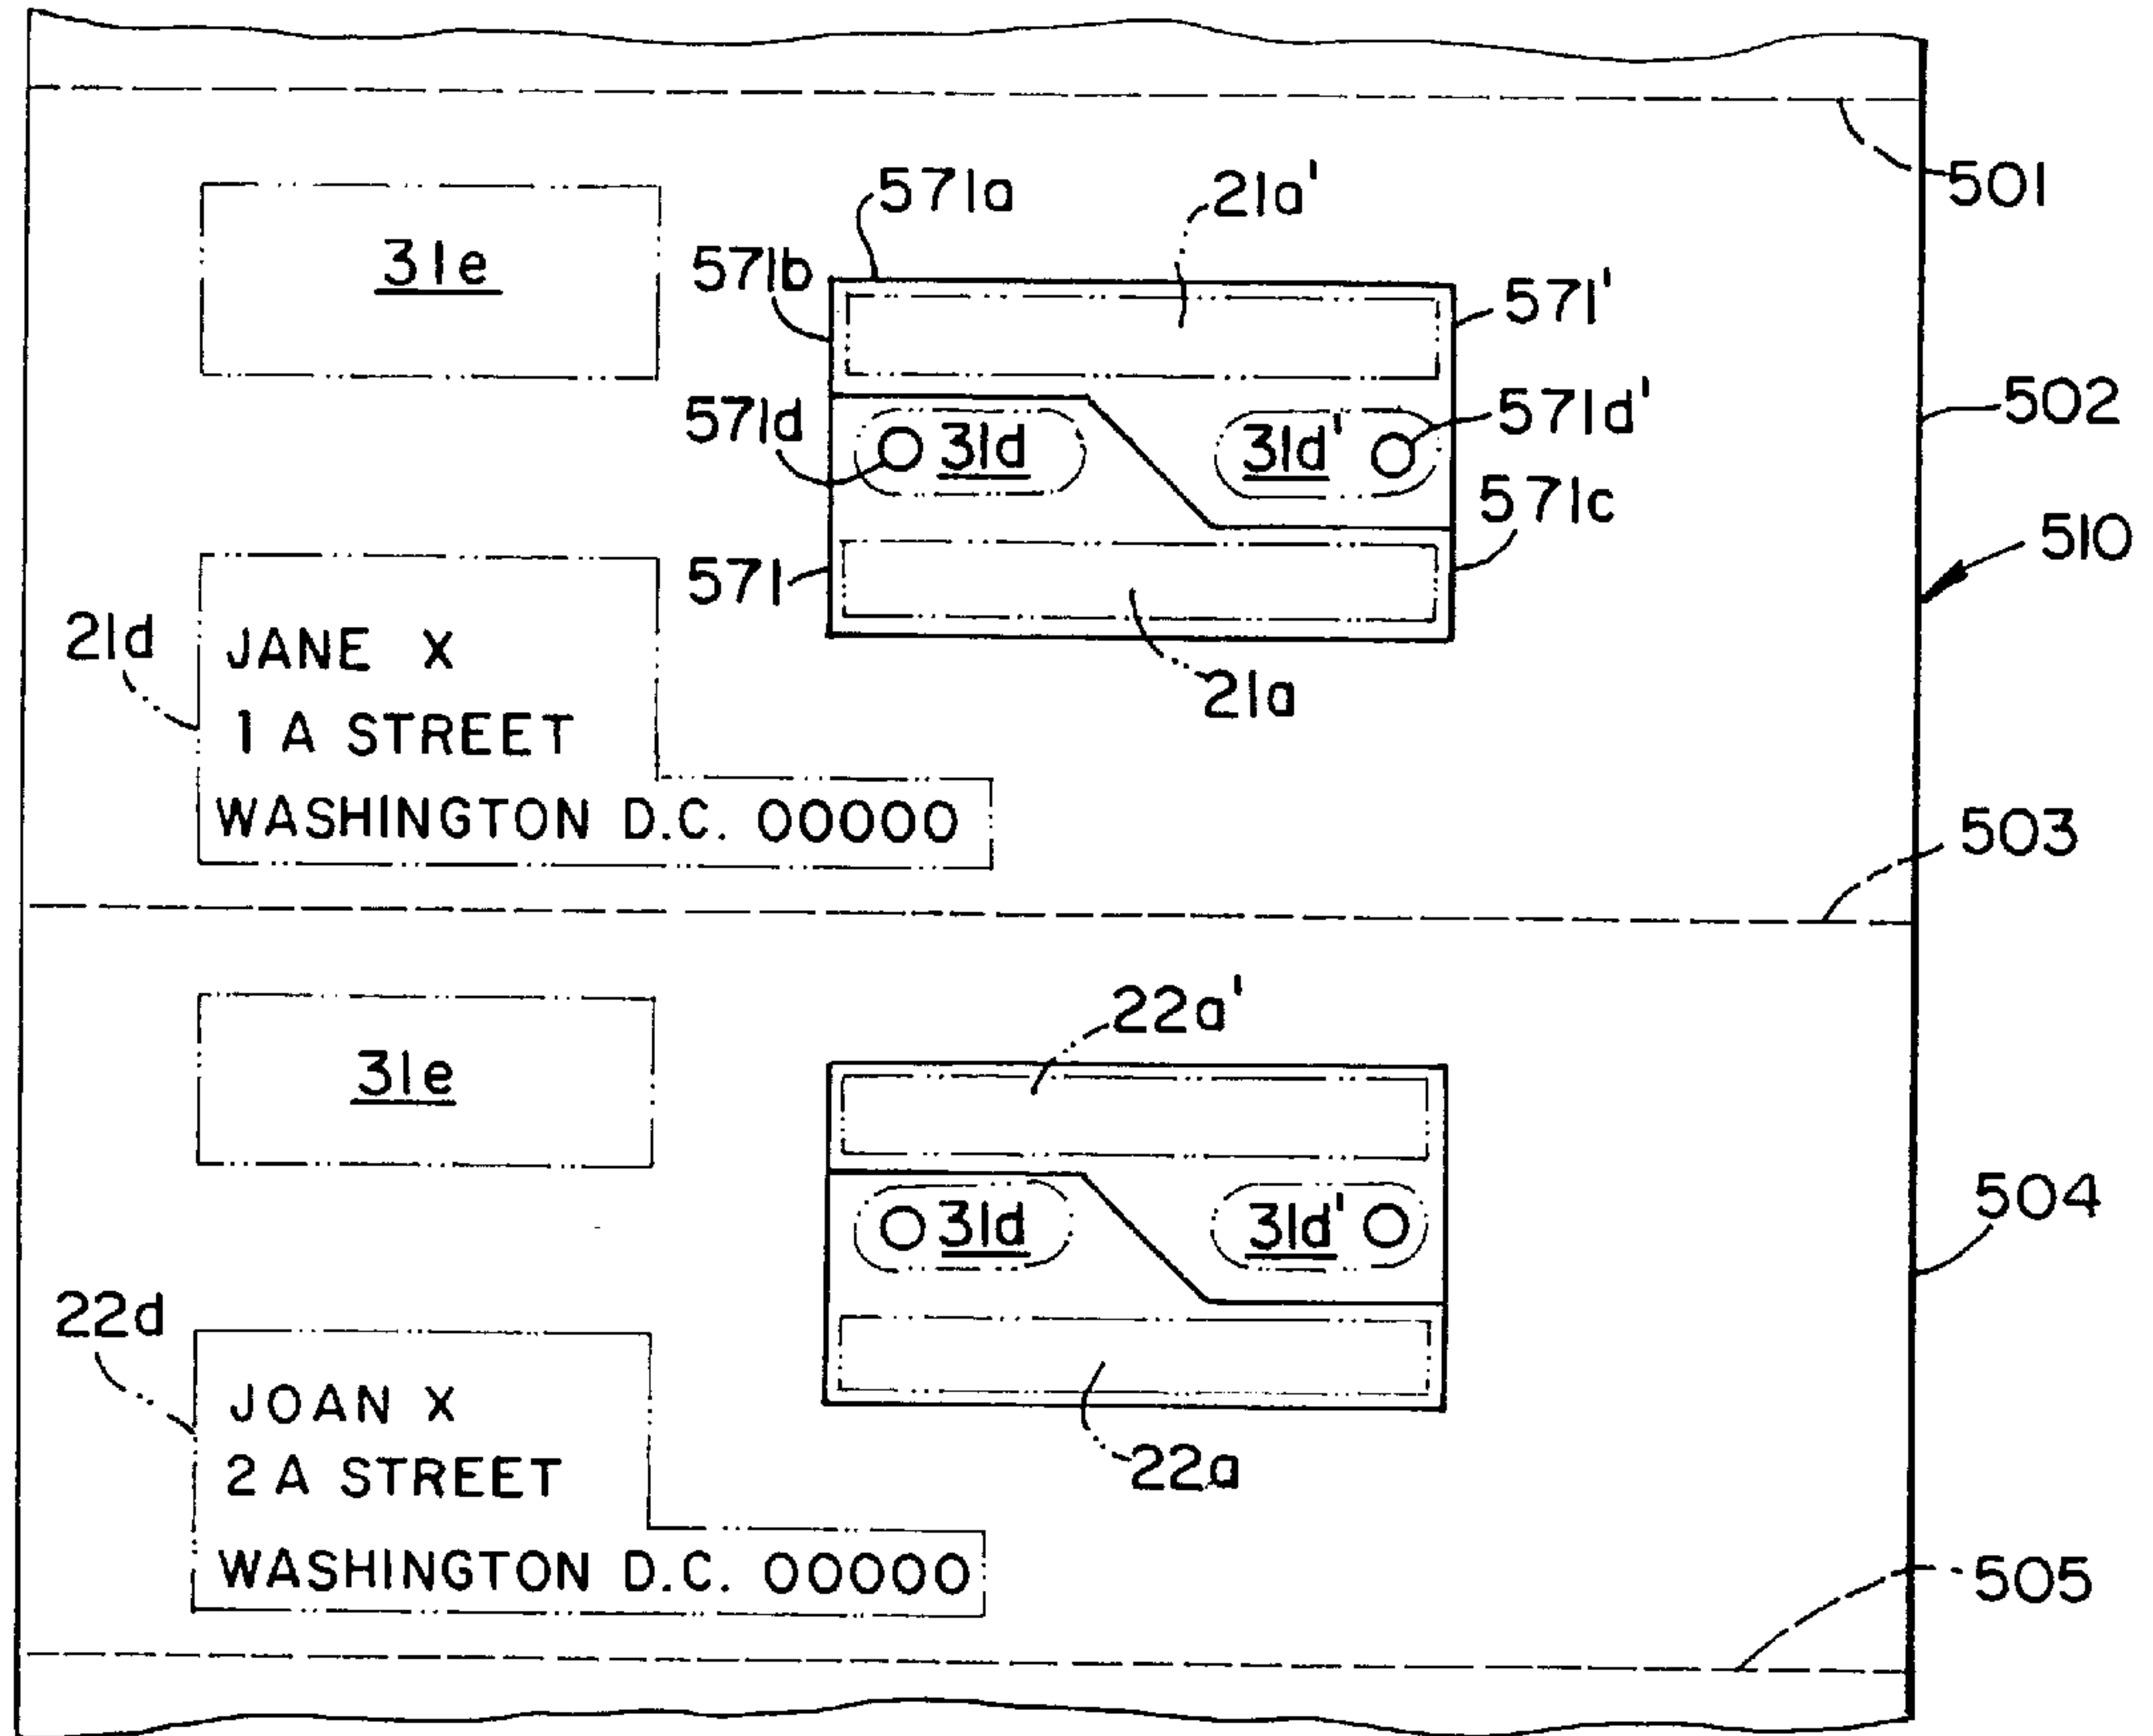 501
571a
21a'
31e
571b
571'
571d
31d
31d'
571d'
502
571c
510
571
21d
JANE X
1 A STREET
WASHINGTON D.C. 00000
21a
503
22a'
31e
31d
31d'
504
22d
JOAN X
2 A STREET
WASHINGTON D.C. 00000
22a
505